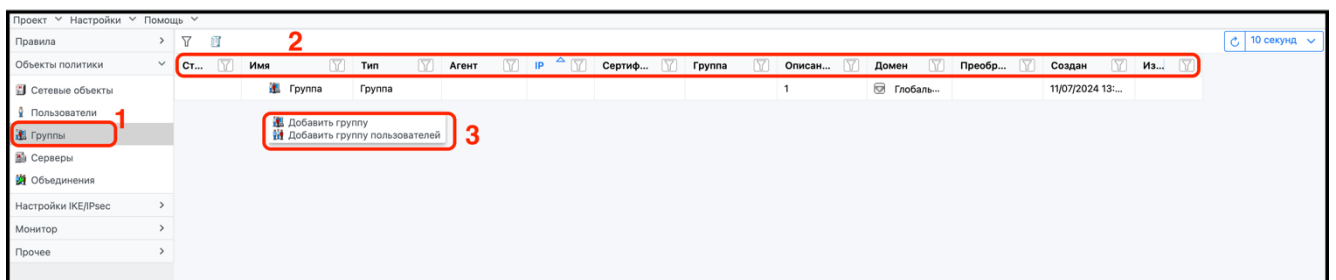 Проект Настройки Помощь
Правила
2
10 секунд
Объекты политики
Ст... Имя Тип Агент IP Сертиф... Группа Описан... Домен Преобр... Создан Из...
Сетевые объекты
Группа Группа 1 Глобаль... 11/07/2024 13:...
Пользователи
1
Группы
Добавить группу
Добавить группу пользователей
3
Серверы
Объединения
Настройки IKE/IPsec
Монитор
Прочее